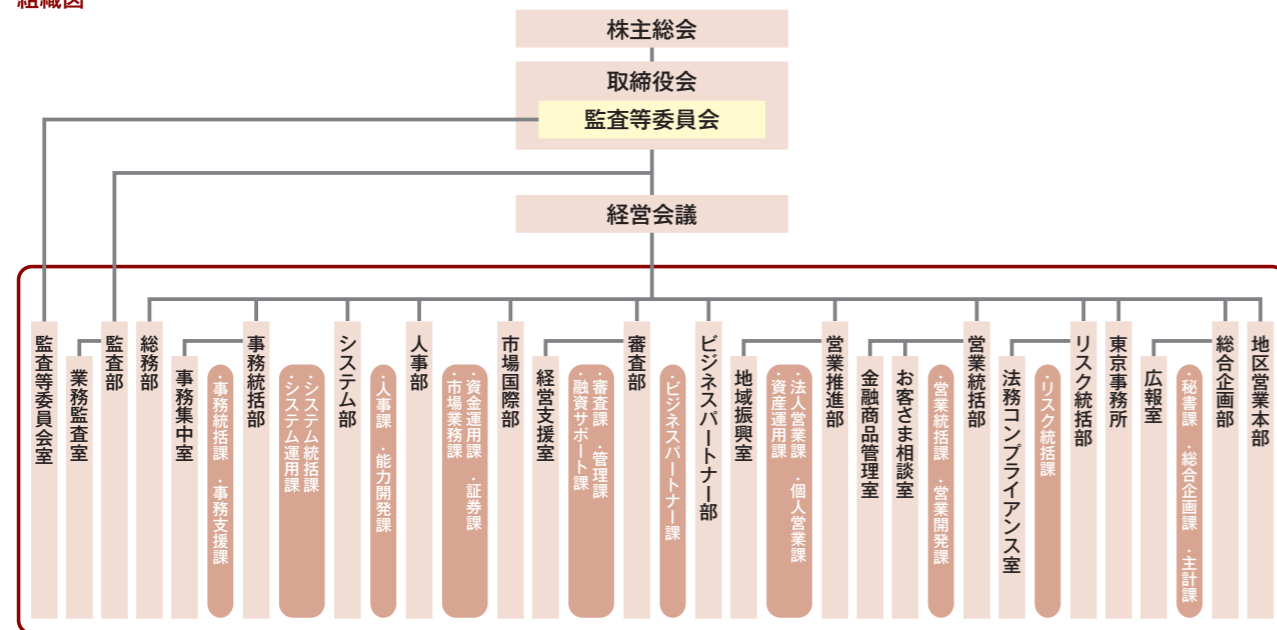 組織図
株主総会
取締役会
監査等委員会
経営会議
地区営業本部
総合企画部
・秘書課 ・総合企画課 ・主計課
広報室
東京事務所
リスク統括部
・リスク統括課
法務コンプライアンス室
営業統括部
・営業統括課 ・営業開発課
お客さま相談室
金融商品管理室
営業推進部
・法人営業課 ・個人営業課
・資産運用課
地域振興室
ビジネスパートナー部
・ビジネスパートナー課
審査部
・審査課 ・管理課
・融資サポート課
経営支援室
市場国際部
・資金運用課 ・証券課
・市場業務課
人事部
・人事課 ・能力開発課
システム部
・システム統括課
・システム運用課
事務統括部
・事務統括課 ・事務支援課
事務集中室
総務部
監査部
業務監査室
監査等委員会室